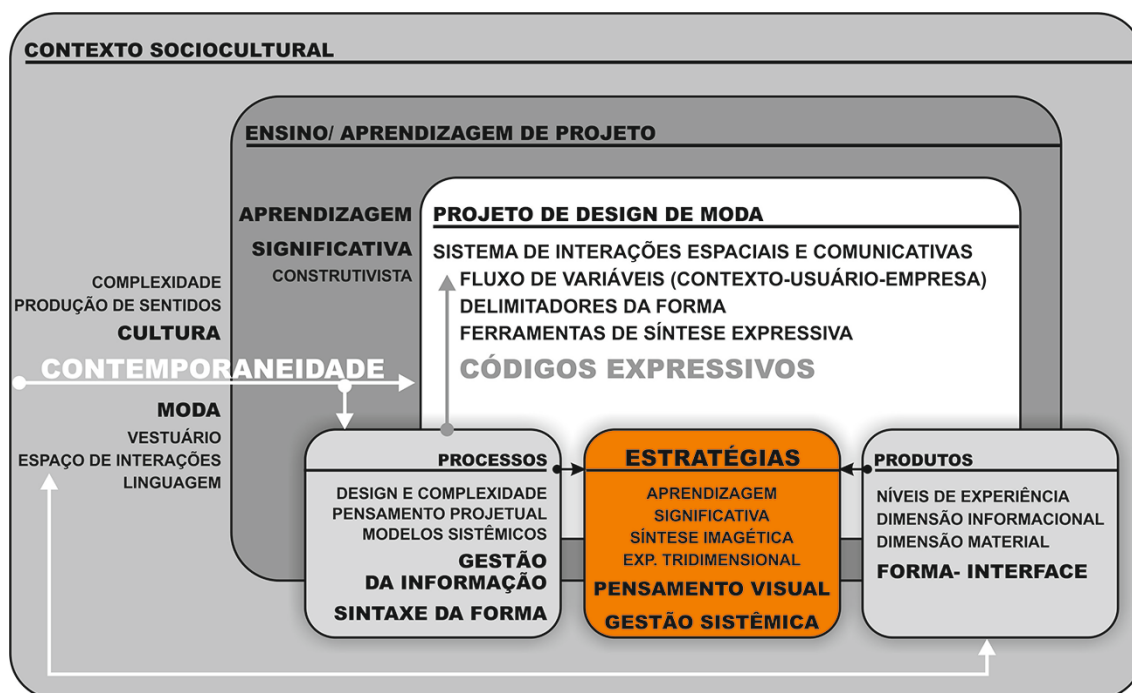 CONTEXTO SOCIOCULTURAL
ENSINO/ APRENDIZAGEM DE PROJETO
APRENDIZAGEM
SIGNIFICATIVA
CONSTRUTIVISTA
PROJETO DE DESIGN DE MODA
SISTEMA DE INTERAÇÕES ESPACIAIS E COMUNICATIVAS
FLUXO DE VARIÁVEIS (CONTEXTO-USUÁRIO-EMPRESA)
DELIMITADORES DA FORMA
FERRAMENTAS DE SÍNTESE EXPRESSIVA
CÓDIGOS EXPRESSIVOS
COMPLEXIDADE
PRODUÇÃO DE SENTIDOS
CULTURA
CONTEMPORANEIDADE
MODA
VESTUÁRIO
ESPAÇO DE INTERAÇÕES
LINGUAGEM
PROCESSOS
DESIGN E COMPLEXIDADE
PENSAMENTO PROJETUAL
MODELOS SISTÊMICOS
GESTÃO
DA INFORMAÇÃO
SINTAXE DA FORMA
ESTRATÉGIAS
APRENDIZAGEM
SIGNIFICATIVA
SÍNTESE IMAGÉTICA
EXP. TRIDIMENSIONAL
PENSAMENTO VISUAL
GESTÃO SISTÊMICA
PRODUTOS
NÍVEIS DE EXPERIÊNCIA
DIMENSÃO INFORMACIONAL
DIMENSÃO MATERIAL
FORMA- INTERFACE